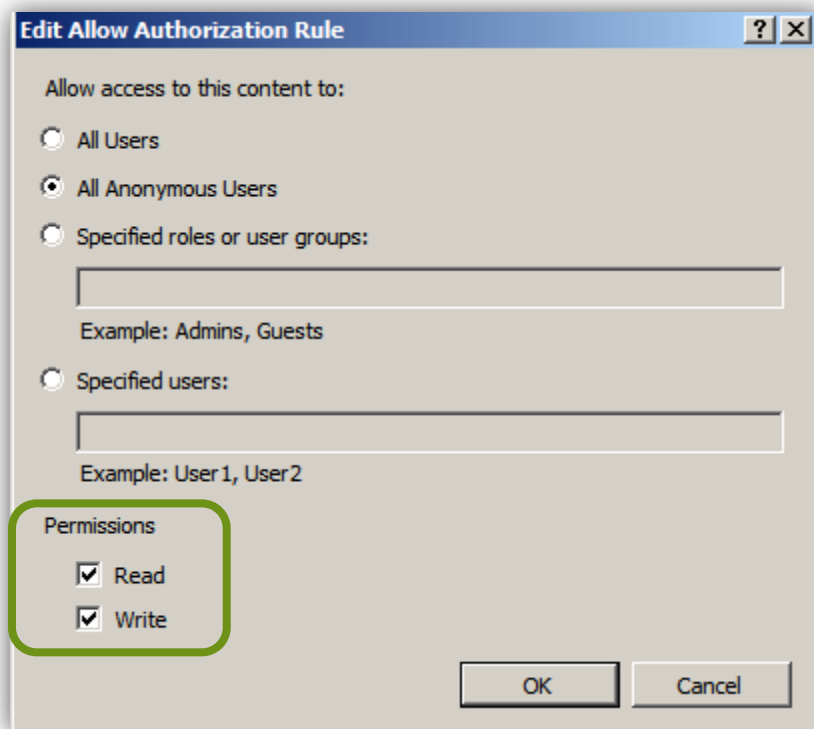 Edit Allow Authorization Rule
Allow access to this content to:
All Users
All Anonymous Users
Specified roles or user groups:
Example: Admins, Guests
Specified users:
Example: User1, User2
Permissions
Read
Write
OK Cancel